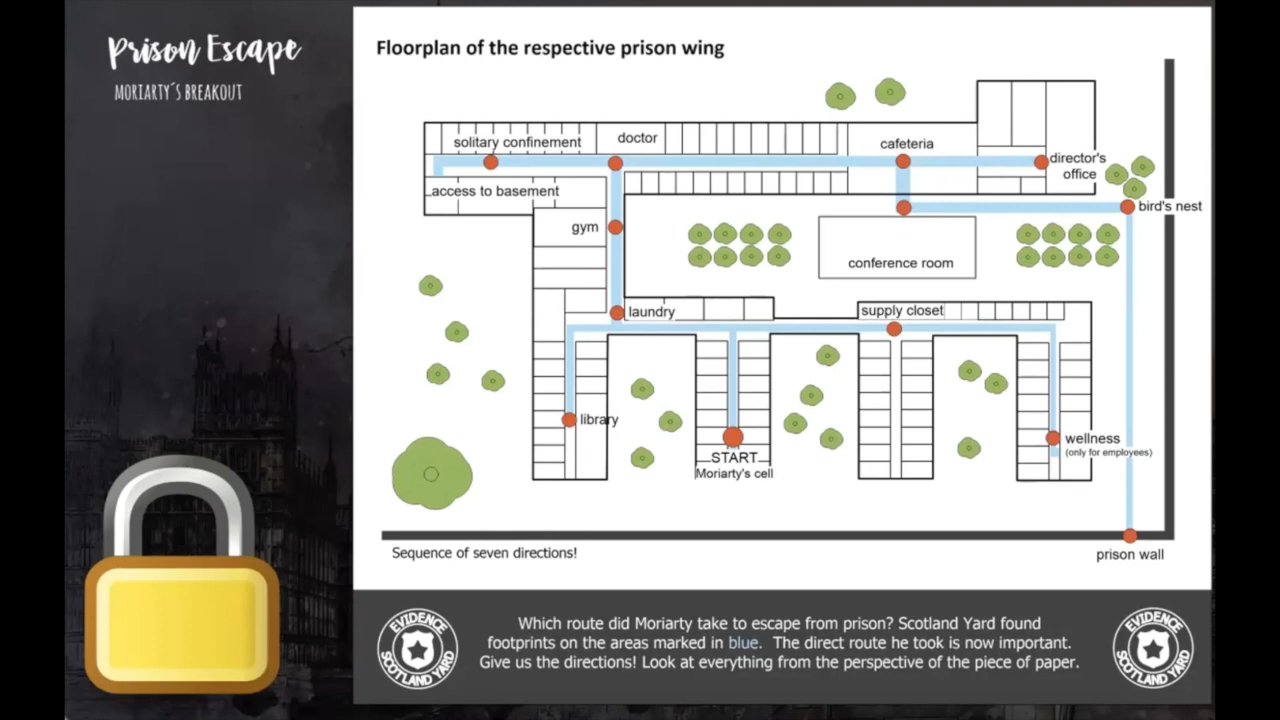 Prison Escape
MORIARTY´S BREAKOUT
Floorplan of the respective prison wing
solitary confinement
doctor
cafeteria
director's
office
access to basement
bird's nest
gym
conference room
laundry
supply closet
library
wellness
(only for employees)
START
Moriarty's cell
Sequence of seven directions!
prison wall
Which route did Moriarty take to escape from prison? Scotland Yard found
footprints on the areas marked in blue. The direct route he took is now important.
Give us the directions! Look at everything from the perspective of the piece of paper.
EVIDENCE
SCOTLAND YARD
EVIDENCE
SCOTLAND YARD